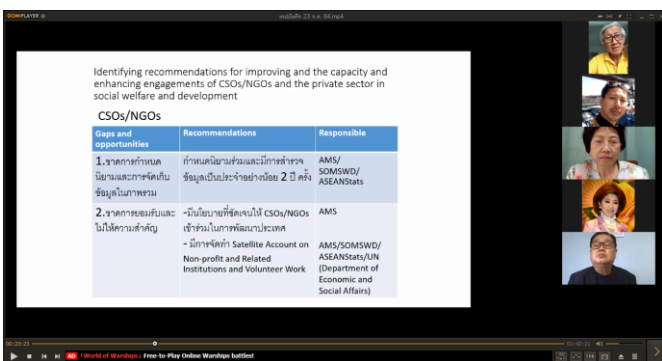 DAUMPLAYER
23 ธ.ค. 64.mp4
Identifying recommendations for improving and the capacity and
enhancing engagements of CSOs/NGOs and the private sector in
social welfare and development
CSOs/NGOs
Gaps and
opportunities
Recommendations
Responsible
1.ขาดการกำหนด
นิยามและการจัดเก็บ
ข้อมูลในภาพรวม
กำหนดนิยามร่วมและมีการสำรวจ
ข้อมูลเป็นประจำอย่างน้อย 2 ปี ครั้ง
AMS/
SOMSWD/
ASEANStats
2.ขาดการยอมรับและ
ไม่ให้ความสำคัญ
-มีนโยบายที่ชัดเจนให้ CSOs/NGOs
เข้าร่วมในการพัฒนาประเทศ
- มีการจัดทำ Satellite Account on
Non-profit and Related
Institutions and Volunteer Work
AMS
AMS/SOMSWD/
ASEANStats/UN
(Department of
Economic and
Social Affairs)
00:23:23
AD 「World of Warships」 Free-to-Play Online Warships battles!